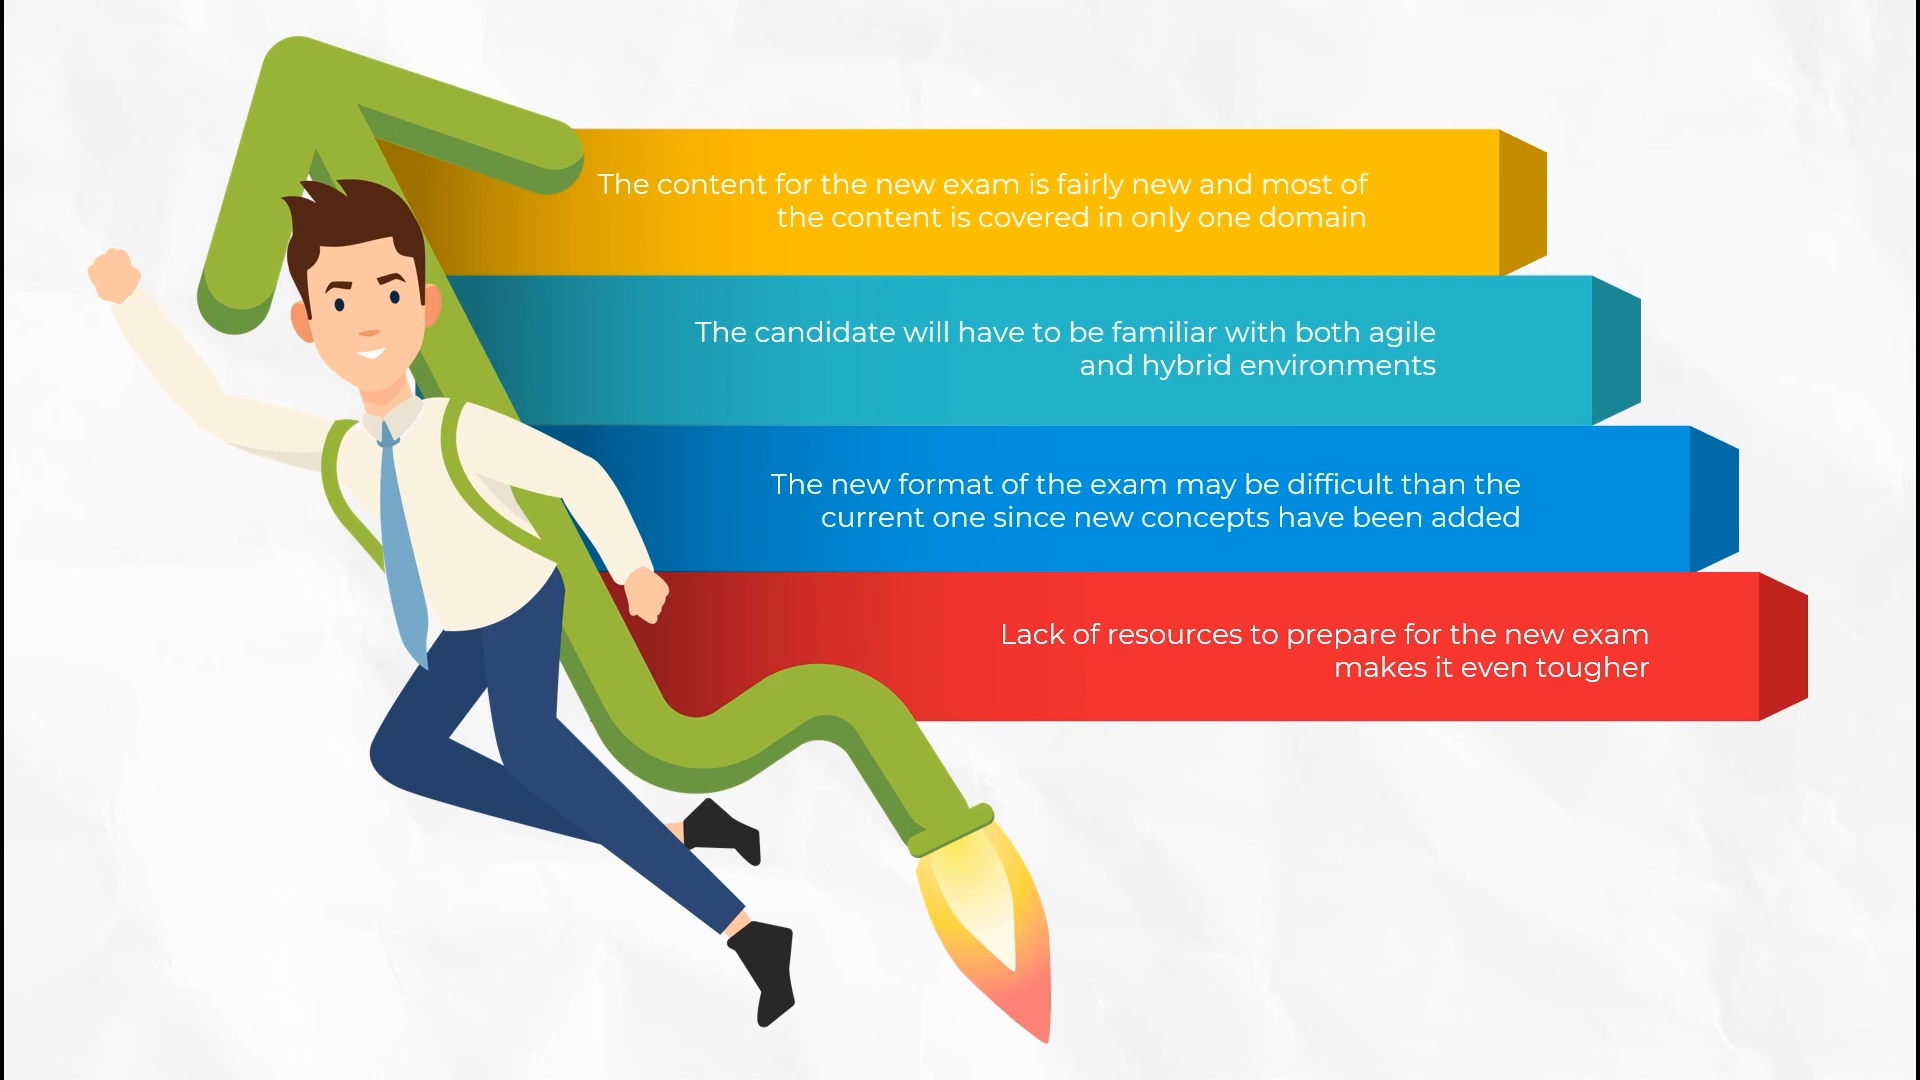 The content for the new exam is fairly new and most of
the content is covered in only one domain
The candidate will have to be familiar with both agile
and hybrid environments
The new format of the exam may be difficult than the
current one since new concepts have been added
Lack of resources to prepare for the new exam
makes it even tougher